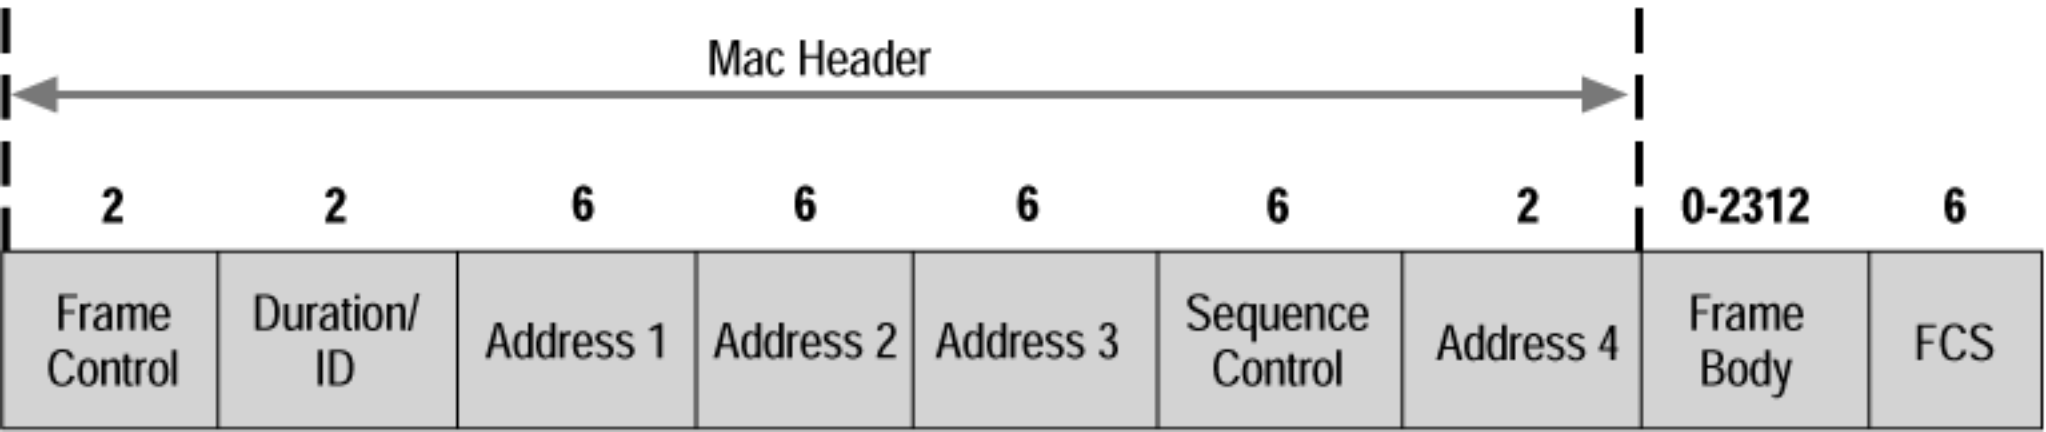 Mac Header
2 2 6 6 6 6 2 0-2312 6
Frame Control
Duration/ ID
Address 1
Address 2
Address 3
Sequence Control
Address 4
Frame Body
FCS